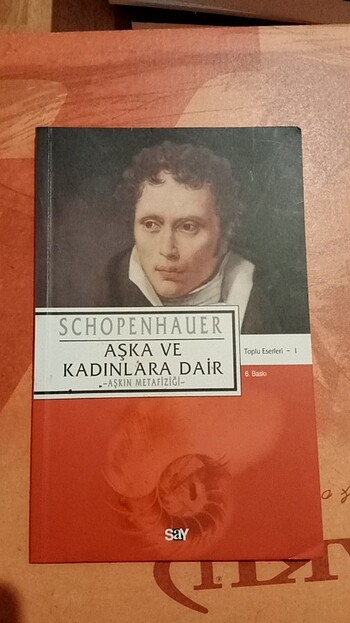 SCHOPENHAUER
AŞKA VE
KADINLARA DAİR
-AŞKIN METAFİZİĞİ-
Toplu Eserleri - 1
6. Baskı
SAY